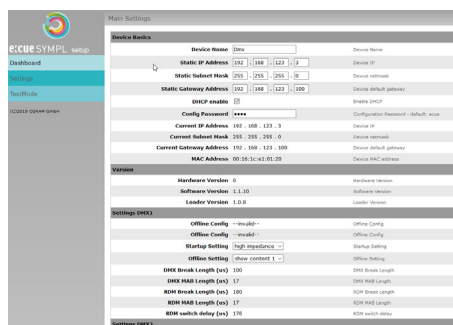 Main Settings
e:cue SYMPL setup
Dashboard
Settings
TestMode
(C)2019 OSRAM GmbH
Device Basics
Device Name Dmx Device Name
Static IP Address 192 . 168 . 123 . 3 Device IP
Static Subnet Mask 255 . 255 . 255 . 0 Device netmask
Static Gateway Address 192 . 168 . 123 . 100 Device default gateway
DHCP enable Enable DHCP
Config Password •••• Configuration Password - default: ecue
Current IP Address 192 . 168 . 123 . 3 Device IP
Current Subnet Mask 255 . 255 . 255 . 0 Device netmask
Current Gateway Address 192 . 168 . 123 . 100 Device default gateway
MAC Address 00:16:1c:e1:01:20 Device MAC address
Version
Hardware Version 0 Hardware Version
Software Version 1.1.10 Software Version
Loader Version 1.0.8 Loader Version
Settings DMX1
Offline Config --invalid-- Offline Config
Offline Config --invalid-- Offline Config
Startup Setting high impedance Startup Setting
Offline Setting show content 1 Offline Setting
DMX Break Length (us) 100 DMX Break Length
DMX MAB Length (us) 17 DMX MAB Length
RDM Break Length (us) 180 RDM Break Length
RDM MAB Length (us) 17 RDM MAB Length
RDM switch delay (us) 176 RDM switch delay
Settings DMX2